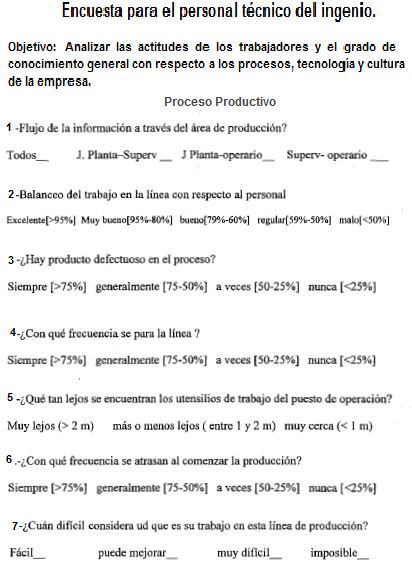 Encuesta para el personal técnico del ingenio.
Objetivo: Analizar las actitudes de los trabajadores y el grado de
conocimiento general con respecto a los procesos, tecnología y cultura
de la empresa.
Proceso Productivo
1 -Flujo de la información a través del área de producción?
Todos__ J. Planta–Superv __ J Planta-operario__ Superv- operario ___
2-Balanceo del trabajo en la línea con respecto al personal
Excelente[>95%] Muy bueno[95%-80%] bueno[79%-60%] regular[59%-50%] malo[<50%]
3 -¿Hay producto defectuoso en el proceso?
Siempre [>75%] generalmente [75-50%] a veces [50-25%] nunca [<25%]
4-¿Con qué frecuencia se para la línea ?
Siempre [>75%] generalmente [75-50%] a veces [50-25%] nunca [<25%]
5 -¿Qué tan lejos se encuentran los utensilios de trabajo del puesto de operación?
Muy lejos (> 2 m) más o menos lejos ( entre 1 y 2 m) muy cerca (< 1 m)
6 .-¿Con qué frecuencia se atrasan al comenzar la producción?
Siempre [>75%] generalmente [75-50%] a veces [50-25%] nunca [<25%]
7-¿Cuán difícil considera ud que es su trabajo en esta línea de producción?
Fácil__ puede mejorar__ muy difícil__ imposible__